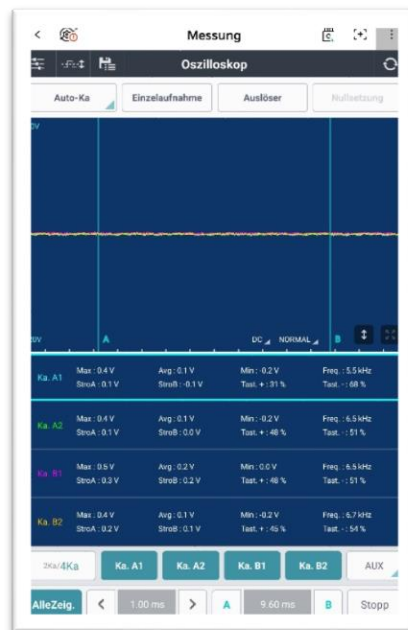 Messung
Oszilloskop
Auto-Ka Einzelaufnahme Auslöser Nullsetzung
A DC NORMAL B
Ka. A1 Max : 0.4 V Avg : 0.1 V Min : -0.2 V Freq. : 5.5 kHz
StroA : 0.1 V StroB : -0.1 V Tast. + : 31 % Tast. - : 68 %
Ka. A2 Max : 0.4 V Avg : 0.1 V Min : -0.2 V Freq. : 6.5 kHz
StroA : 0.1 V StroB : 0.0 V Tast. + : 48 % Tast. - : 51 %
Ka. B1 Max : 0.5 V Avg : 0.2 V Min : 0.0 V Freq. : 6.5 kHz
StroA : 0.3 V StroB : 0.2 V Tast. + : 48 % Tast. - : 51 %
Ka. B2 Max : 0.4 V Avg : 0.1 V Min : -0.2 V Freq. : 6.7 kHz
StroA : 0.2 V StroB : 0.1 V Tast. + : 45 % Tast. - : 54 %
2Ka/4Ka Ka. A1 Ka. A2 Ka. B1 Ka. B2 AUX
AlleZeig. < 1.00 ms > A 9.60 ms B Stopp